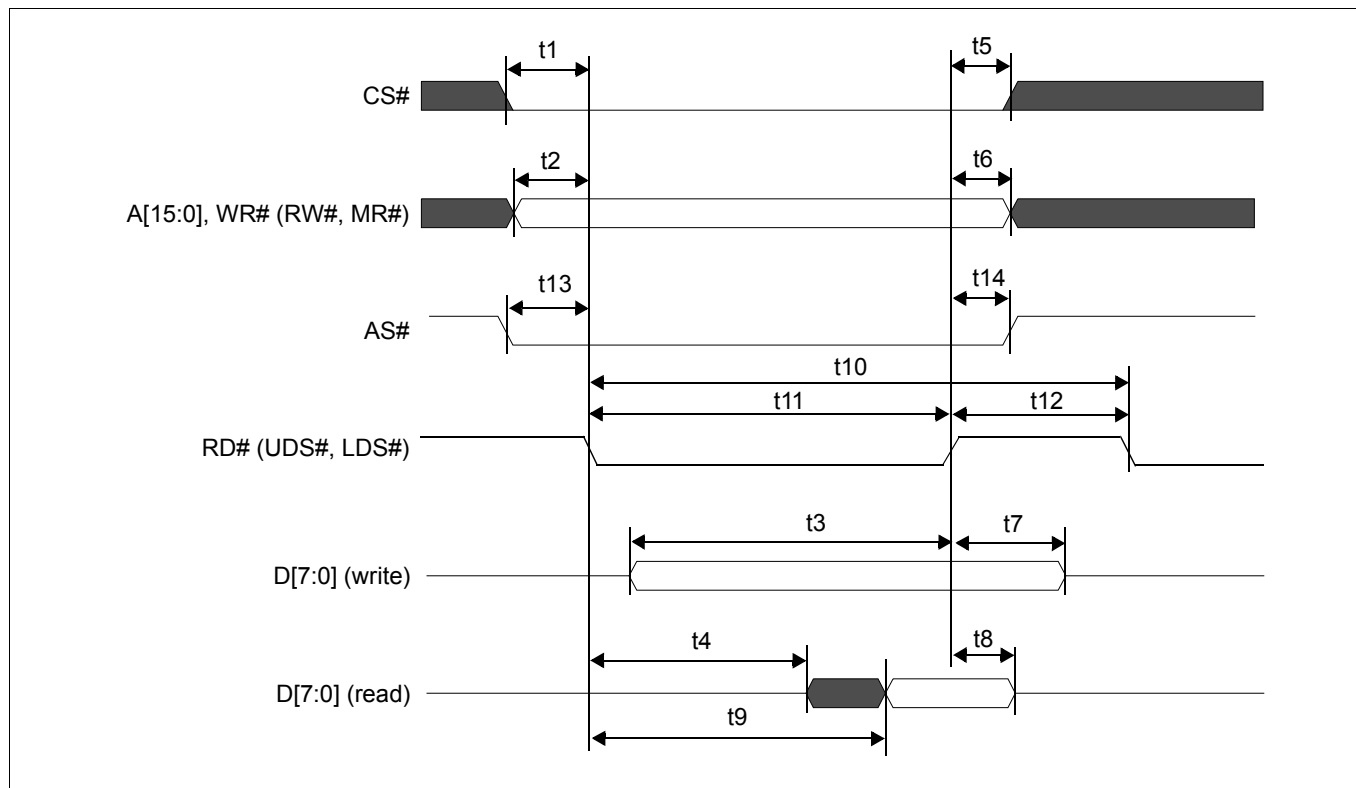 t1
t5
CS#
t2
t6
A[15:0], WR# (RW#, MR#)
t13
t14
AS#
t10
t11
t12
RD# (UDS#, LDS#)
t3
t7
D[7:0] (write)
t4
t8
D[7:0] (read)
t9